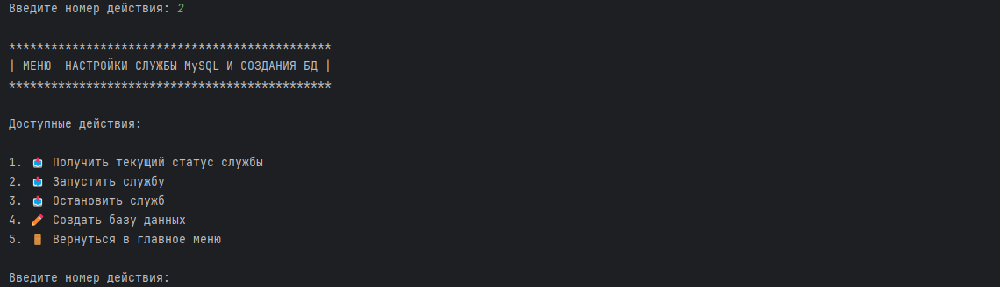 Введите номер действия: 2
**********************************************
| МЕНЮ  НАСТРОЙКИ СЛУЖБЫ MySQL И СОЗДАНИЯ БД |
**********************************************
Доступные действия:
1. 📩 Получить текущий статус службы
2. 📩 Запустить службу
3. 📩 Остановить служб
4. ✏️ Создать базу данных
5. 🚪 Вернуться в главное меню
Введите номер действия: